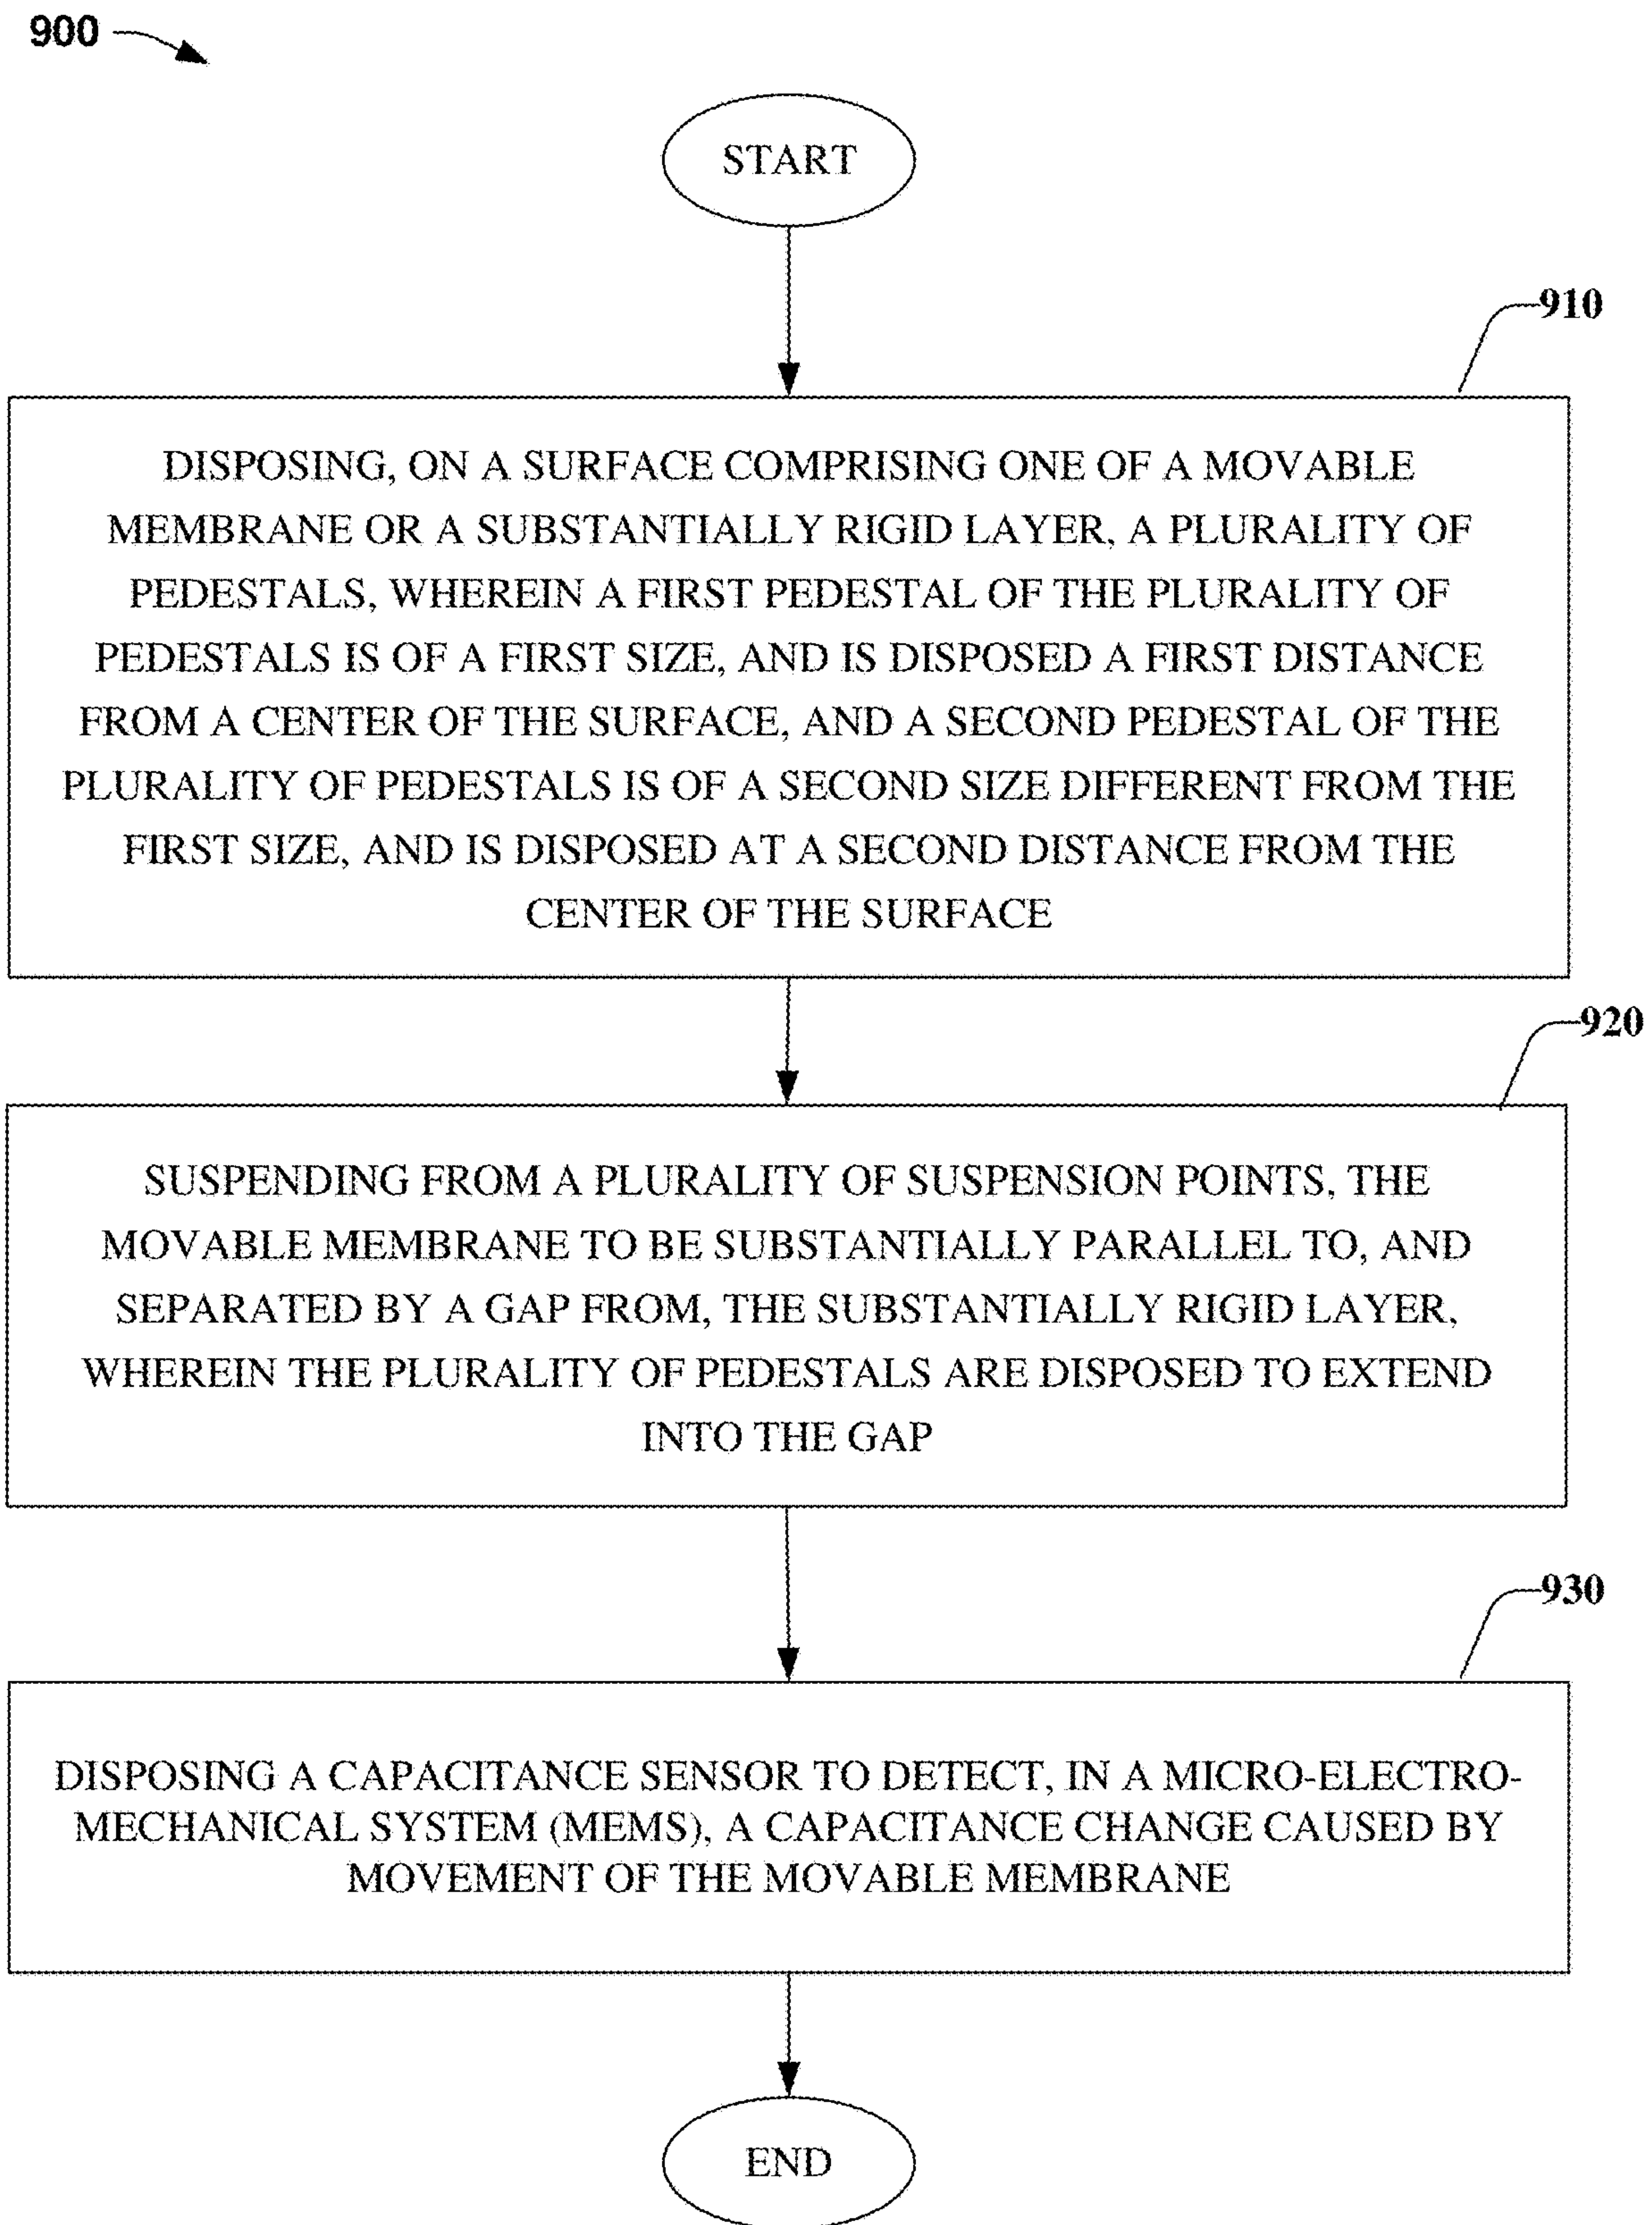 900
START
910
DISPOSING, ON A SURFACE COMPRISING ONE OF A MOVABLE
MEMBRANE OR A SUBSTANTIALLY RIGID LAYER, A PLURALITY OF
PEDESTALS, WHEREIN A FIRST PEDESTAL OF THE PLURALITY OF
PEDESTALS IS OF A FIRST SIZE, AND IS DISPOSED A FIRST DISTANCE
FROM A CENTER OF THE SURFACE, AND A SECOND PEDESTAL OF THE
PLURALITY OF PEDESTALS IS OF A SECOND SIZE DIFFERENT FROM THE
FIRST SIZE, AND IS DISPOSED AT A SECOND DISTANCE FROM THE
CENTER OF THE SURFACE
920
SUSPENDING FROM A PLURALITY OF SUSPENSION POINTS, THE
MOVABLE MEMBRANE TO BE SUBSTANTIALLY PARALLEL TO, AND
SEPARATED BY A GAP FROM, THE SUBSTANTIALLY RIGID LAYER,
WHEREIN THE PLURALITY OF PEDESTALS ARE DISPOSED TO EXTEND
INTO THE GAP
930
DISPOSING A CAPACITANCE SENSOR TO DETECT, IN A MICRO-ELECTRO-
MECHANICAL SYSTEM (MEMS), A CAPACITANCE CHANGE CAUSED BY
MOVEMENT OF THE MOVABLE MEMBRANE
END